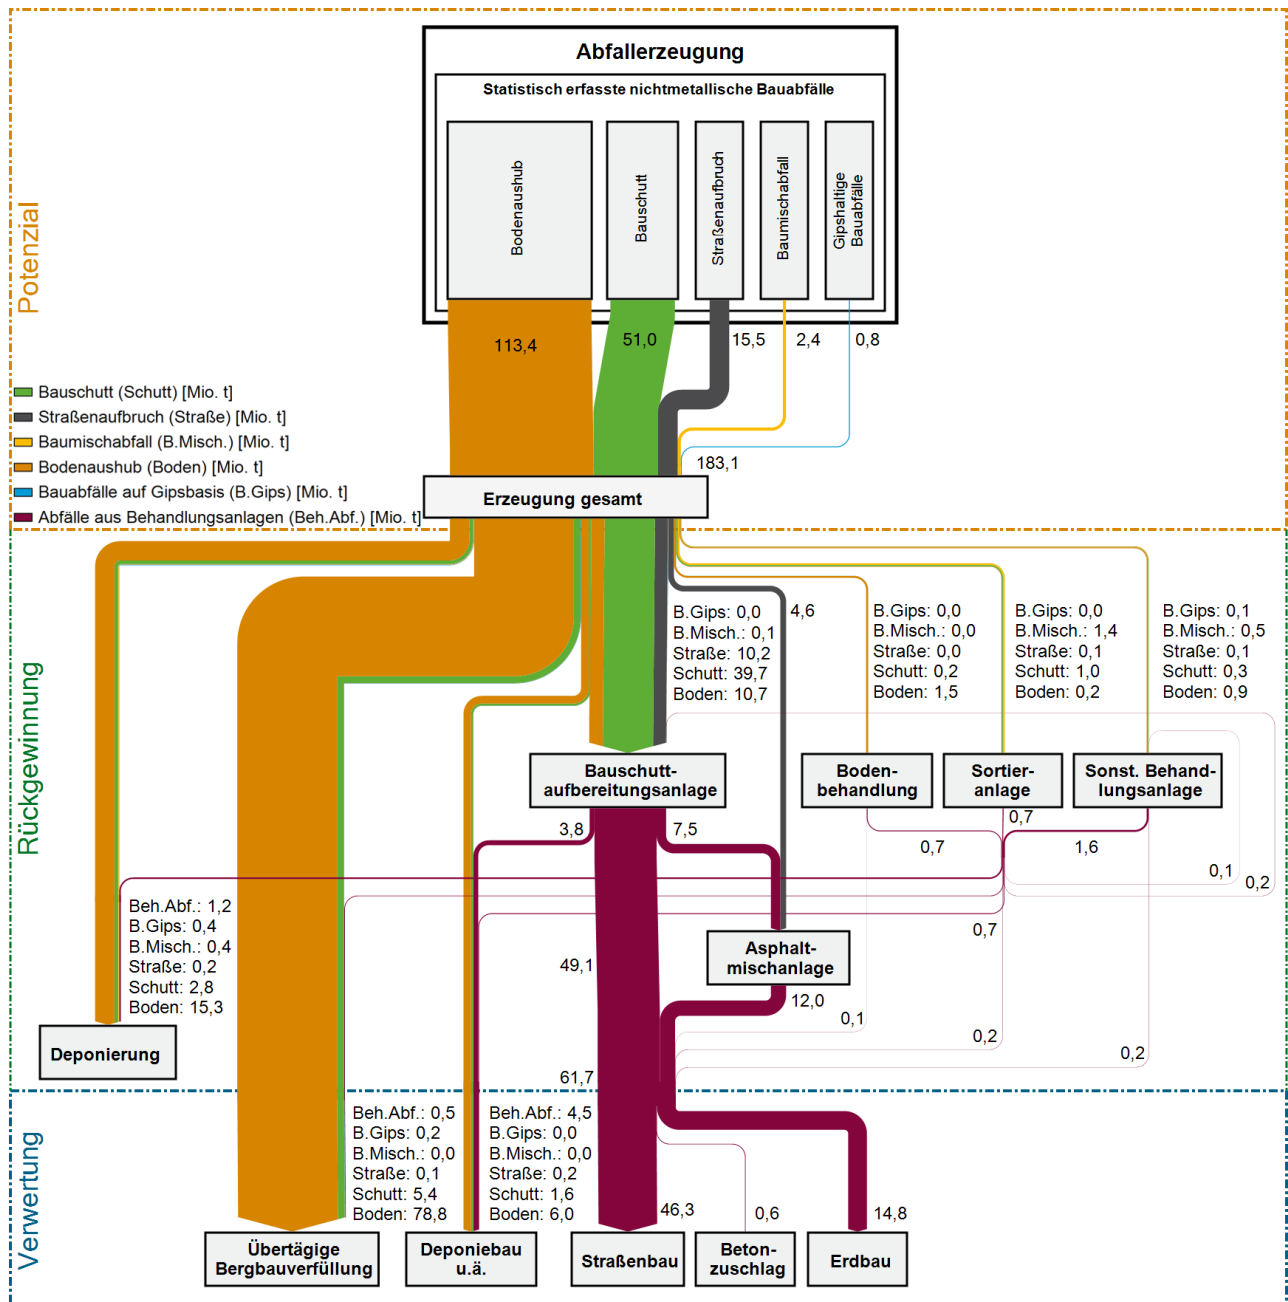 Abfallerzeugung
Statistisch erfasste nichtmetallische Bauabfälle
Bodenaushub
Bauschutt
Straßenaufbruch
Baumischabfall
Gipshaltige
Bauabfälle
Potenzial
113,4
51,0
15,5
2,4
0,8
Bauschutt (Schutt) [Mio. t]
Straßenaufbruch (Straße) [Mio. t]
Baumischabfall (B.Misch.) [Mio. t]
Bodenaushub (Boden) [Mio. t]
Bauabfälle auf Gipsbasis (B.Gips) [Mio. t]
Abfälle aus Behandlungsanlagen (Beh.Abf.) [Mio. t]
183,1
Erzeugung gesamt
Rückgewinnung
B.Gips: 0,0
B.Misch.: 0,1
Straße: 10,2
Schutt: 39,7
Boden: 10,7
4,6
B.Gips: 0,0
B.Misch.: 0,0
Straße: 0,0
Schutt: 0,2
Boden: 1,5
B.Gips: 0,0
B.Misch.: 1,4
Straße: 0,1
Schutt: 1,0
Boden: 0,2
B.Gips: 0,1
B.Misch.: 0,5
Straße: 0,1
Schutt: 0,3
Boden: 0,9
Bauschutt-
aufbereitungsanlage
Boden-
behandlung
Sortier-
anlage
Sonst. Behand-
lungsanlage
3,8
7,5
0,7
0,7
1,6
0,1
0,2
Beh.Abf.: 1,2
B.Gips: 0,4
B.Misch.: 0,4
Straße: 0,2
Schutt: 2,8
Boden: 15,3
0,7
Asphalt-
mischanlage
49,1
12,0
0,1
0,2
0,2
Deponierung
61,7
Verwertung
Beh.Abf.: 0,5
B.Gips: 0,2
B.Misch.: 0,0
Straße: 0,1
Schutt: 5,4
Boden: 78,8
Beh.Abf.: 4,5
B.Gips: 0,0
B.Misch.: 0,0
Straße: 0,2
Schutt: 1,6
Boden: 6,0
46,3
0,6
14,8
Übertägige
Bergbauverfüllung
Deponiebau
u.ä.
Straßenbau
Beton-
zuschlag
Erdbau